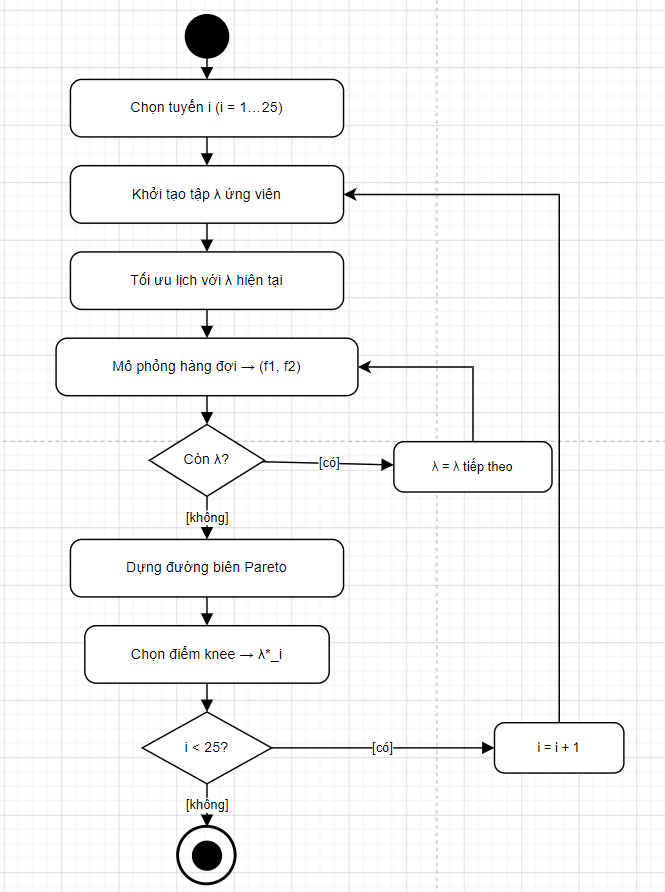 Chọn tuyến i (i = 1...25)
Khởi tạo tập λ ứng viên
Tối ưu lịch với λ hiện tại
Mô phỏng hàng đợi → (f1, f2)
Còn λ?
[có]
λ = λ tiếp theo
[không]
Dựng đường biên Pareto
Chọn điểm knee → λ*_i
i < 25?
[có]
i = i + 1
[không]